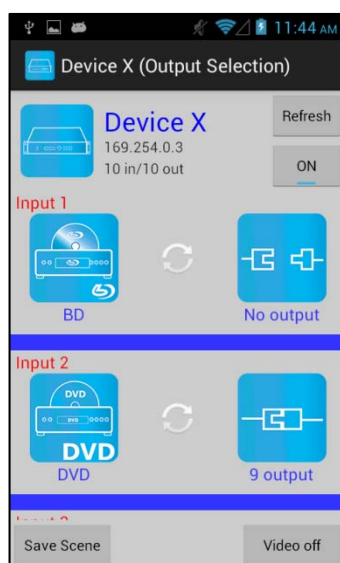 11:44 AM
Device X (Output Selection)
Device X
Refresh
169.254.0.3
10 in/10 out
ON
Input 1
BD
No output
Input 2
DVD
DVD
DVD
9 output
Save Scene
Video off